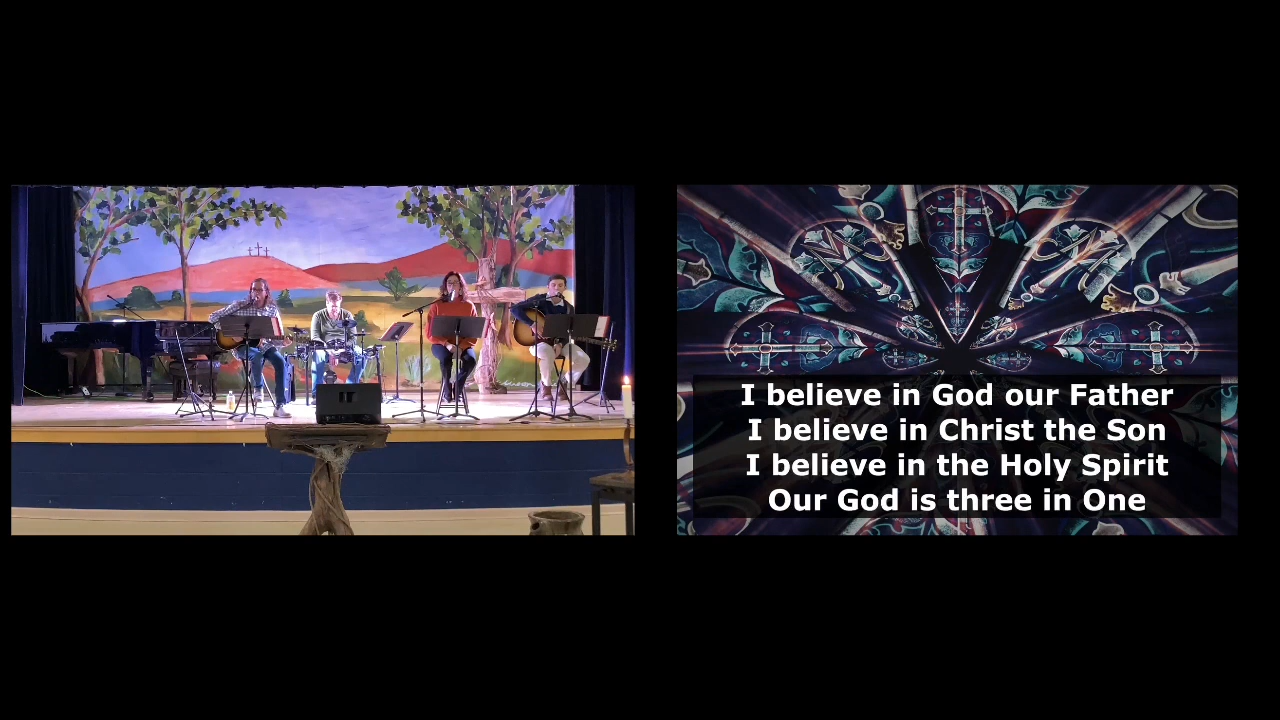 I believe in God our Father
I believe in Christ the Son
I believe in the Holy Spirit
Our God is three in One